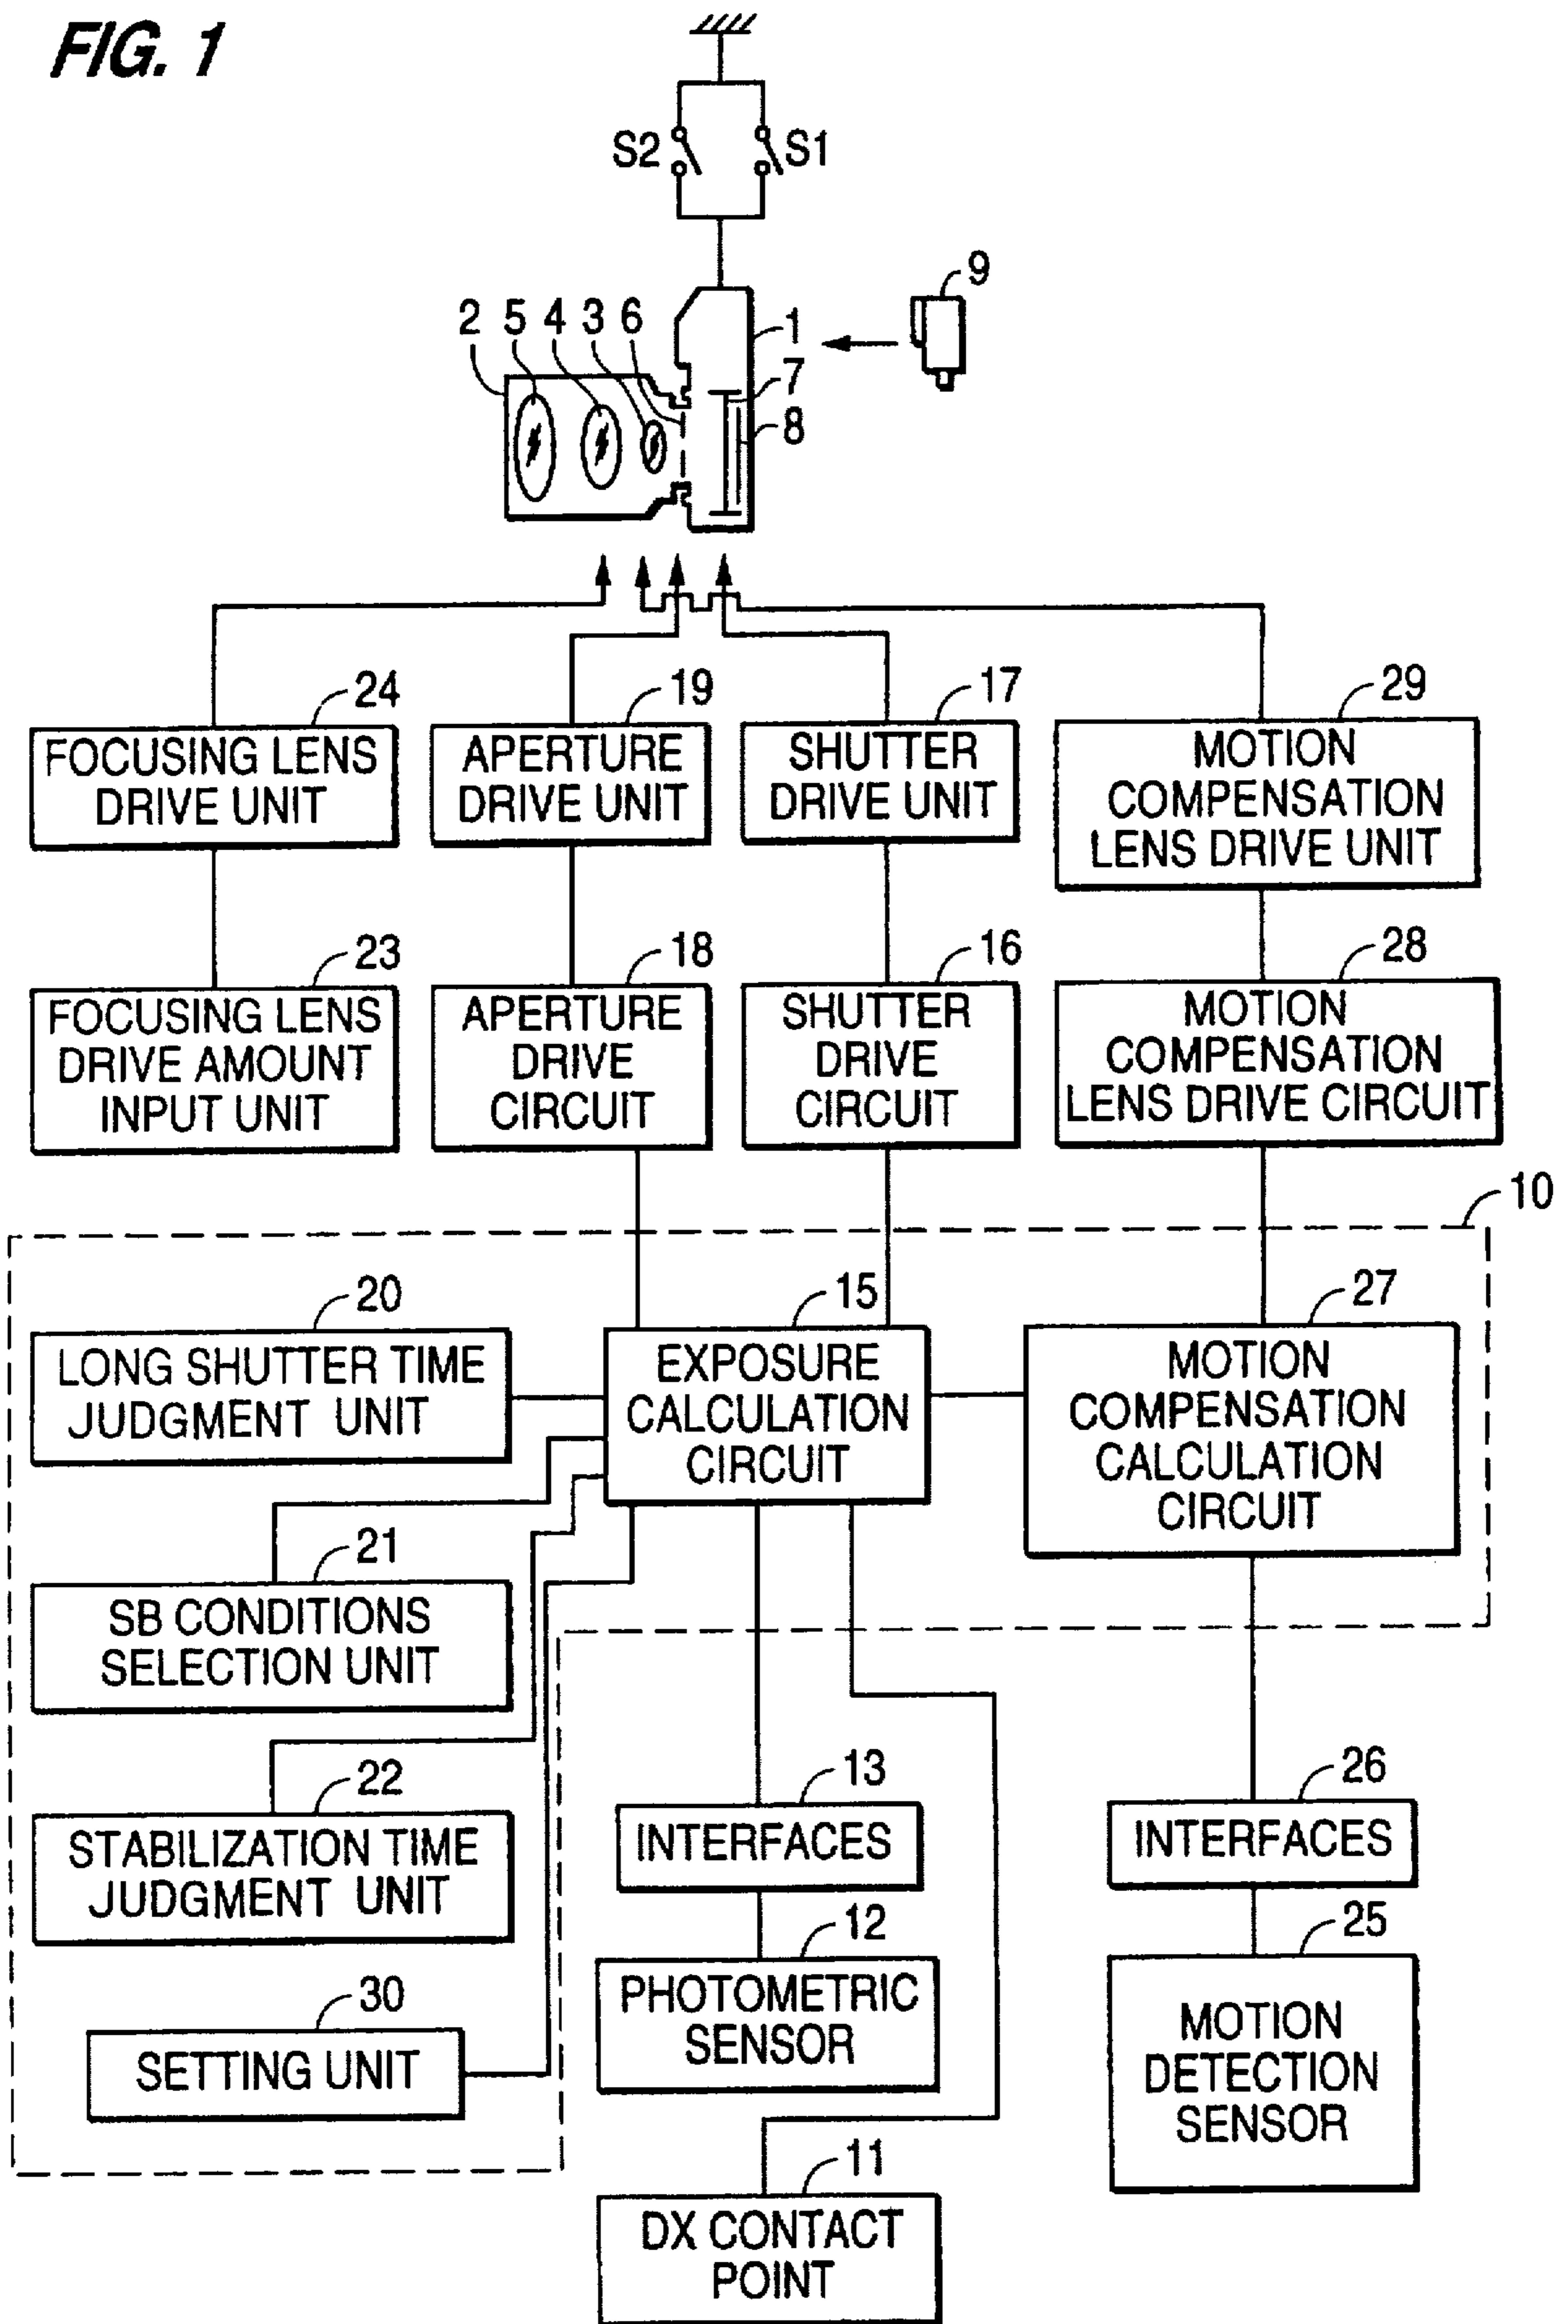 FIG. 1
S2
S1
9
2 5 4 3 6
1
7
8
24
19
17
29
FOCUSING LENS
DRIVE UNIT
APERTURE
DRIVE UNIT
SHUTTER
DRIVE UNIT
MOTION
COMPENSATION
LENS DRIVE UNIT
23
18
16
28
FOCUSING LENS
DRIVE AMOUNT
INPUT UNIT
APERTURE
DRIVE
CIRCUIT
SHUTTER
DRIVE
CIRCUIT
MOTION
COMPENSATION
LENS DRIVE CIRCUIT
10
20
15
27
LONG SHUTTER TIME
JUDGMENT UNIT
EXPOSURE
CALCULATION
CIRCUIT
MOTION
COMPENSATION
CALCULATION
CIRCUIT
21
SB CONDITIONS
SELECTION UNIT
22
STABILIZATION TIME
JUDGMENT UNIT
13
INTERFACES
26
INTERFACES
12
PHOTOMETRIC
SENSOR
25
MOTION
DETECTION
SENSOR
30
SETTING UNIT
11
DX CONTACT
POINT